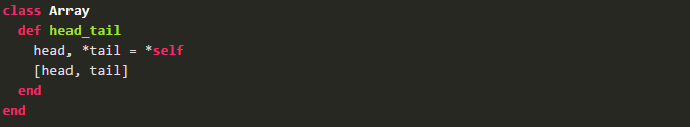 class Array
  def head_tail
    head, *tail = *self
    [head, tail]
  end
end